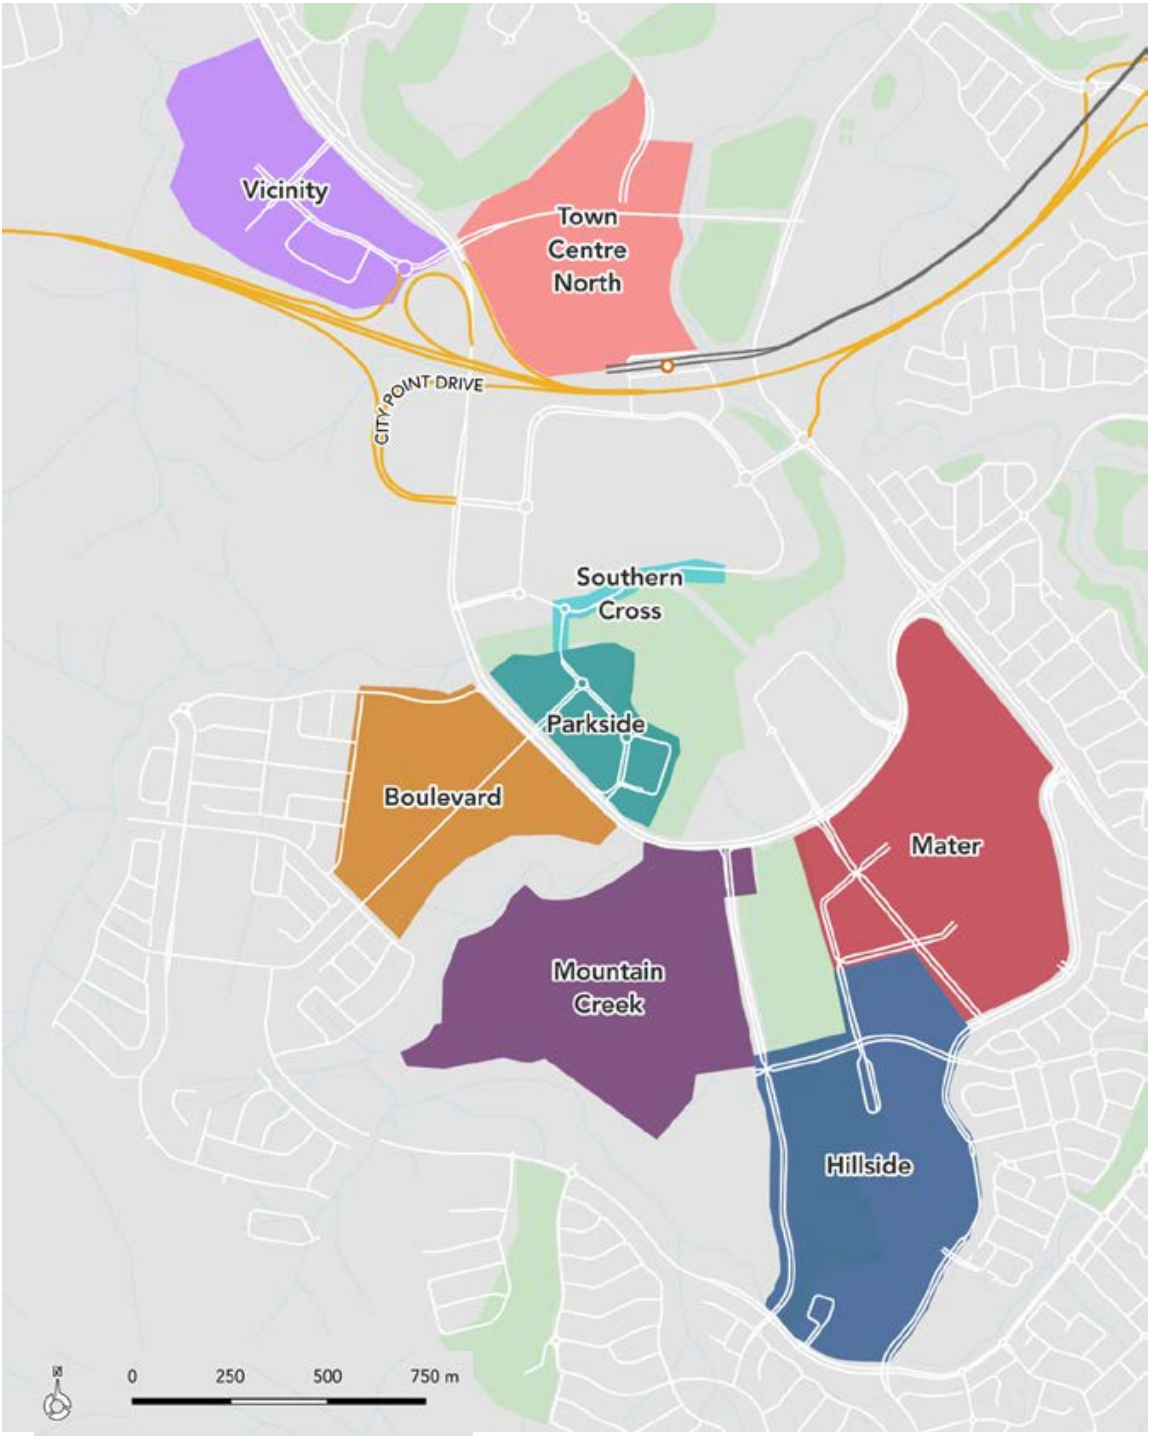 Vicinity
Town
Centre
North
CITY POINT DRIVE
Southern
Cross
Parkside
Boulevard
Mater
Mountain
Creek
Hillside
N
0 250 500 750 m